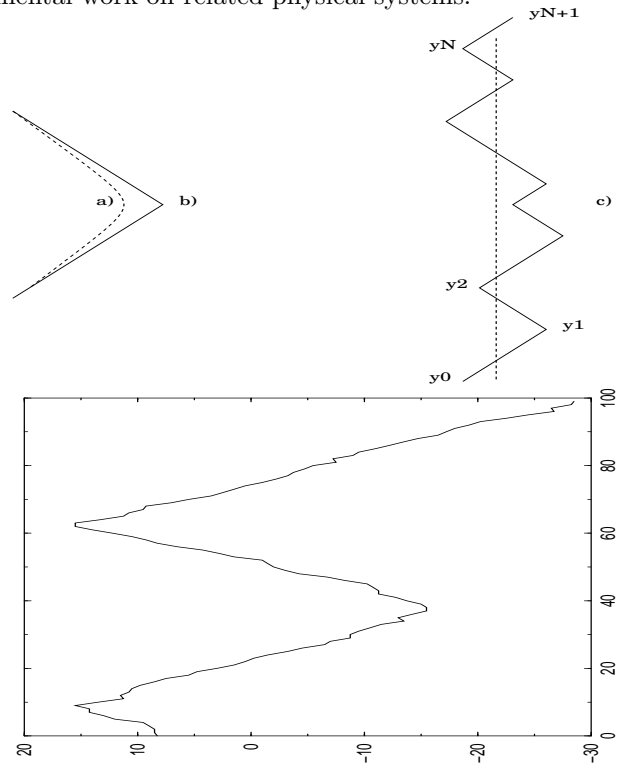 mental work on related physical systems.
yN+1
yN
a) b) c)
y2
y1
y0
100
80
60
40
20
0
20 10 0 -10 -20 -30